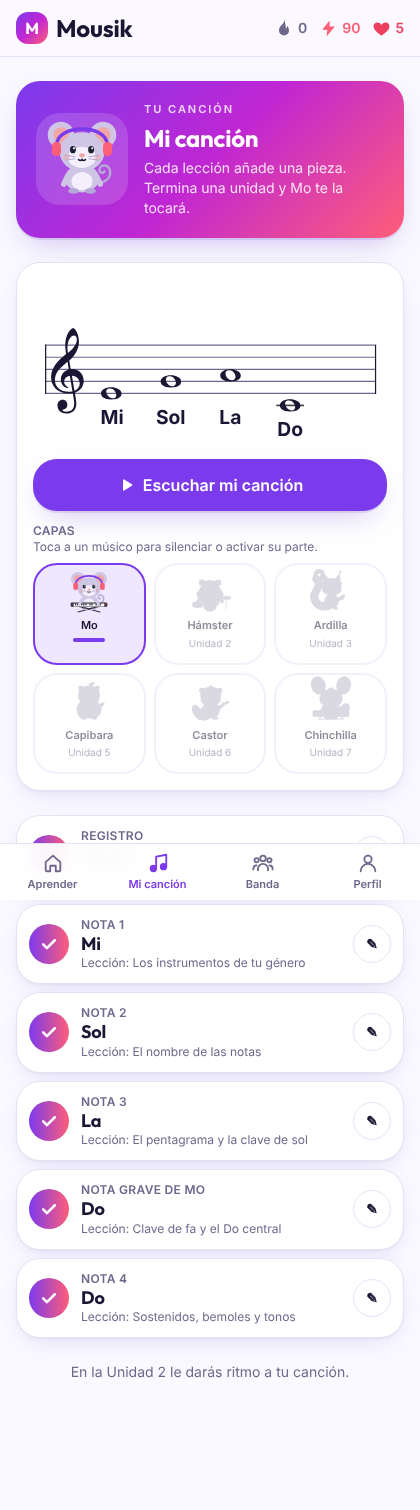 M Mousik 0 90 5
TU CANCIÓN
Mi canción
Cada lección añade una pieza.
Termina una unidad y Mo te la
tocará.
Mi Sol La
Do
Escuchar mi canción
CAPAS
Toca a un músico para silenciar o activar su parte.
Mo Hámster Ardilla
Unidad 2 Unidad 3
Capibara Castor Chinchilla
Unidad 5 Unidad 6 Unidad 7
REGISTRO
Aprender Mi canción Banda Perfil
NOTA 1
Mi
Lección: Los instrumentos de tu género
NOTA 2
Sol
Lección: El nombre de las notas
NOTA 3
La
Lección: El pentagrama y la clave de sol
NOTA GRAVE DE MO
Do
Lección: Clave de fa y el Do central
NOTA 4
Do
Lección: Sostenidos, bemoles y tonos
En la Unidad 2 le darás ritmo a tu canción.